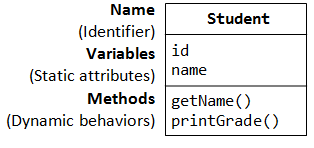 Name
(Identifier)
Variables
(Static attributes)
Methods
(Dynamic behaviors)
Student
id
name
getName()
printGrade()